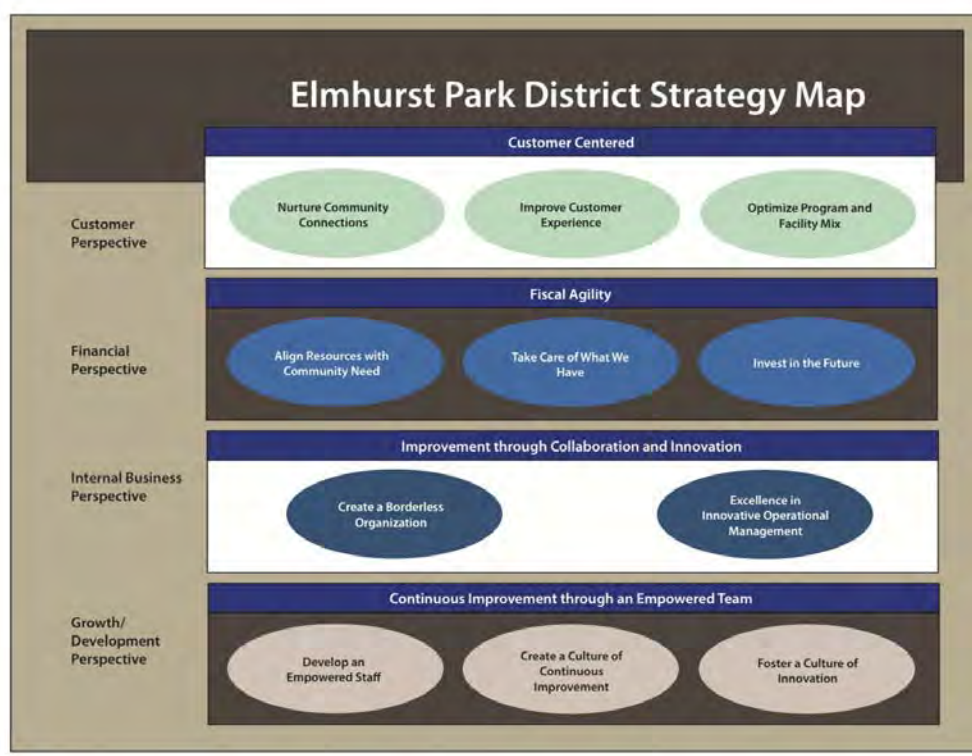 Elmhurst Park District Strategy Map
Customer Centered
Customer
Perspective
Nurture Community
Connections
Improve Customer
Experience
Optimize Program and
Facility Mix
Fiscal Agility
Financial
Perspective
Align Resources with
Community Need
Take Care of What We
Have
Invest in the Future
Improvement through Collaboration and Innovation
Internal Business
Perspective
Create a Borderless
Organization
Excellence in
Innovative Operational
Management
Continuous Improvement through an Empowered Team
Growth/
Development
Perspective
Develop an
Empowered Staff
Create a Culture of
Continuous
Improvement
Foster a Culture of
Innovation